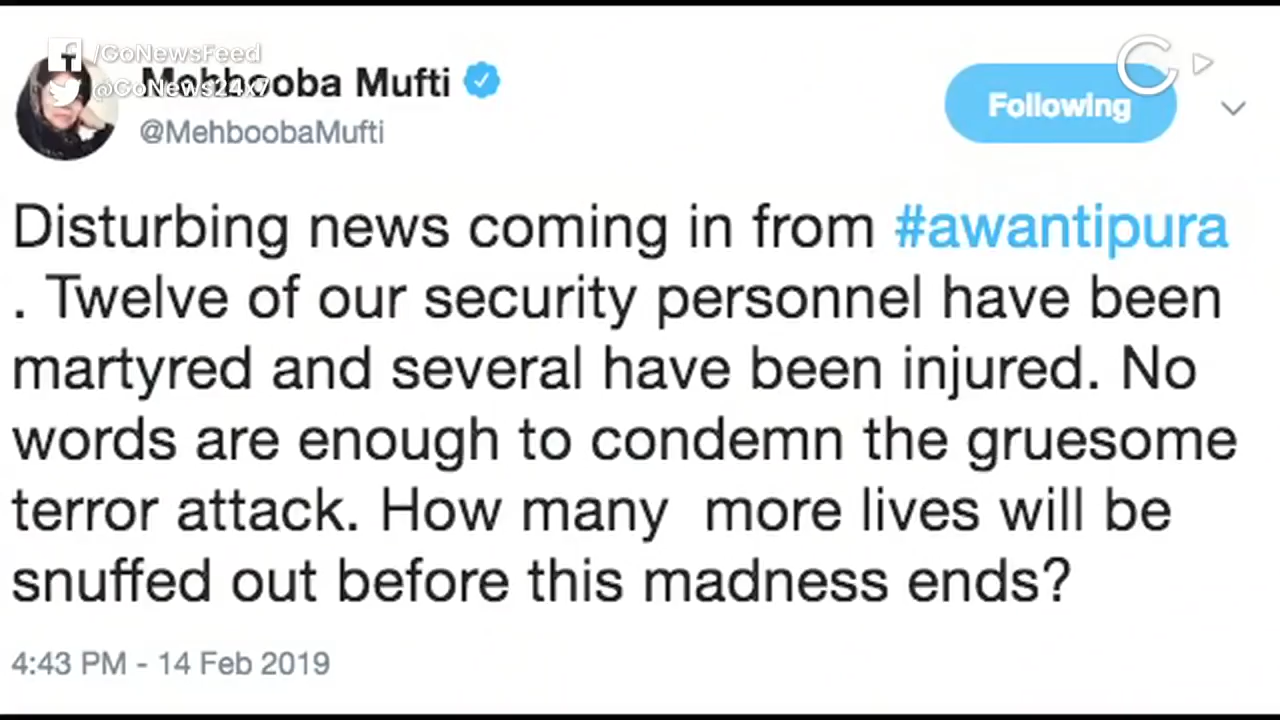 /GoNewsFeed
@GoNews24x7
Mehbooba Mufti
@MehboobaMufti
Following
Disturbing news coming in from #awantipura
. Twelve of our security personnel have been
martyred and several have been injured. No
words are enough to condemn the gruesome
terror attack. How many more lives will be
snuffed out before this madness ends?
4:43 PM - 14 Feb 2019